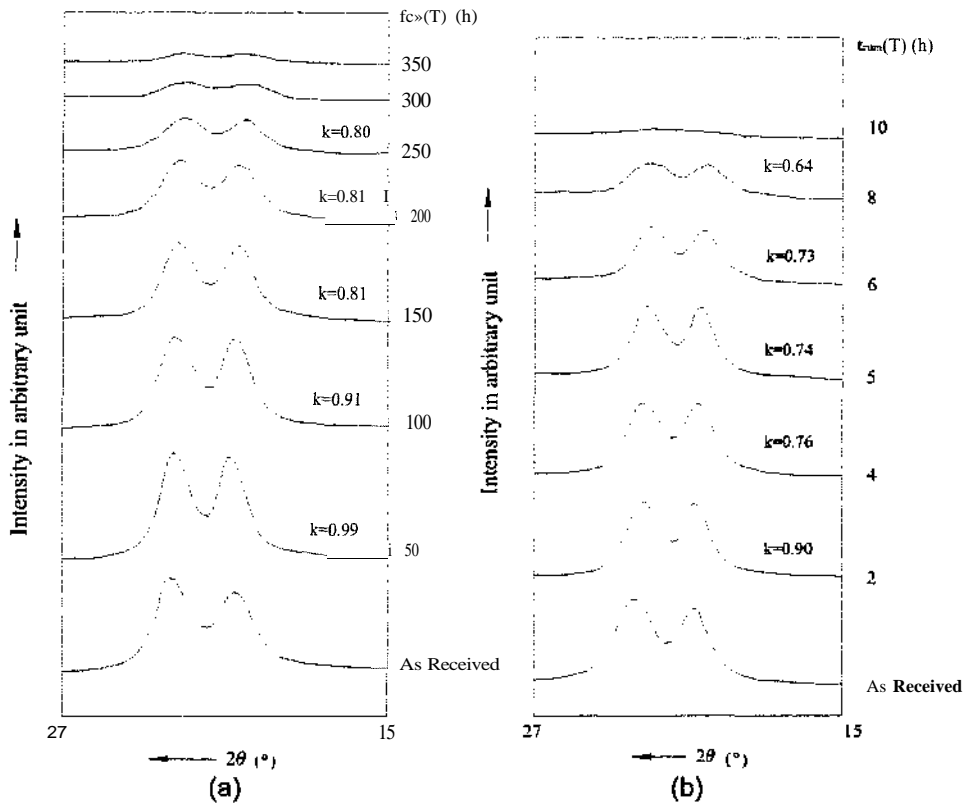 fc»(T) (h)
350
300
k=0.80
250
k=0.81 I
200
k=0.81
150
k=0.91
100
k=0.99
50
As Received
27
15
2θ (°)
(a)
Intensity in arbitrary unit
(T) (h)
10
k=0.64
8
k=0.73
6
k=0.74
5
k=0.76
4
k=0.90
2
As Received
27
15
2θ (°)
(b)
Intensity in arbitrary unit